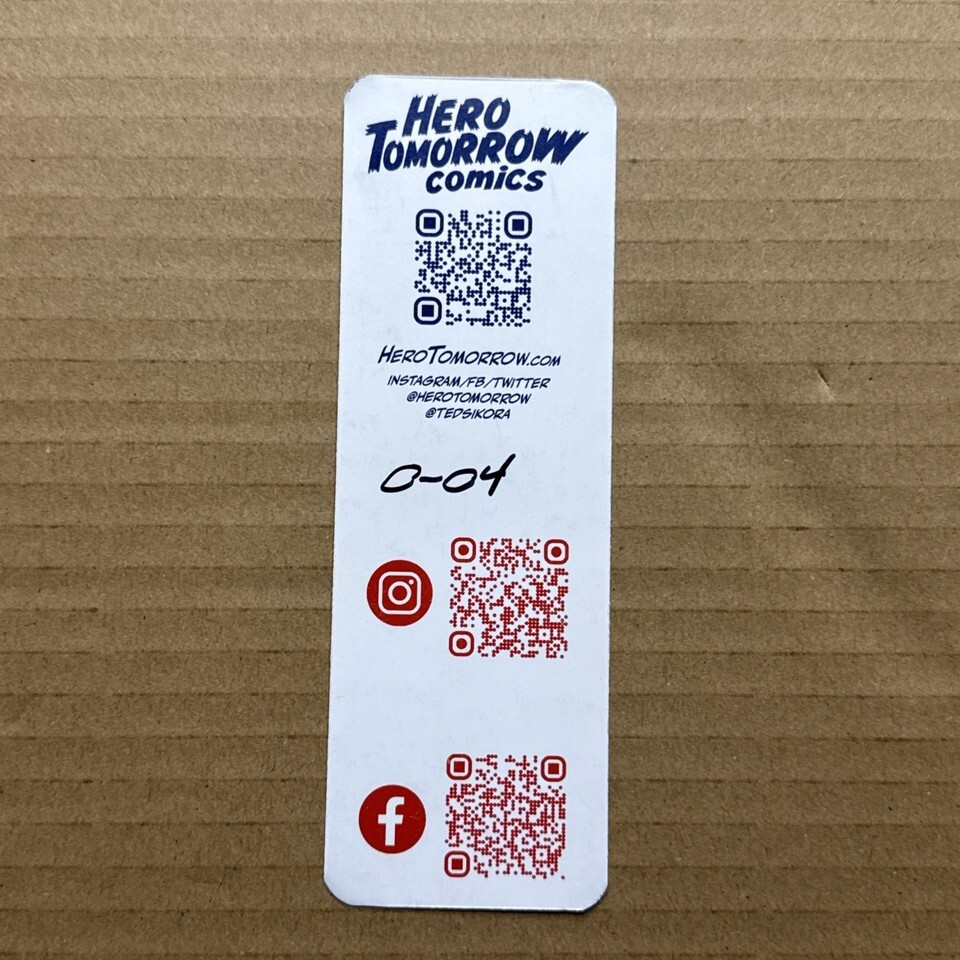 HERO
TOMORROW
comics
HEROTOMORROW.COM
INSTAGRAM/FB/TWITTER
@HEROTOMORROW
@TEDSIKORA
0-04